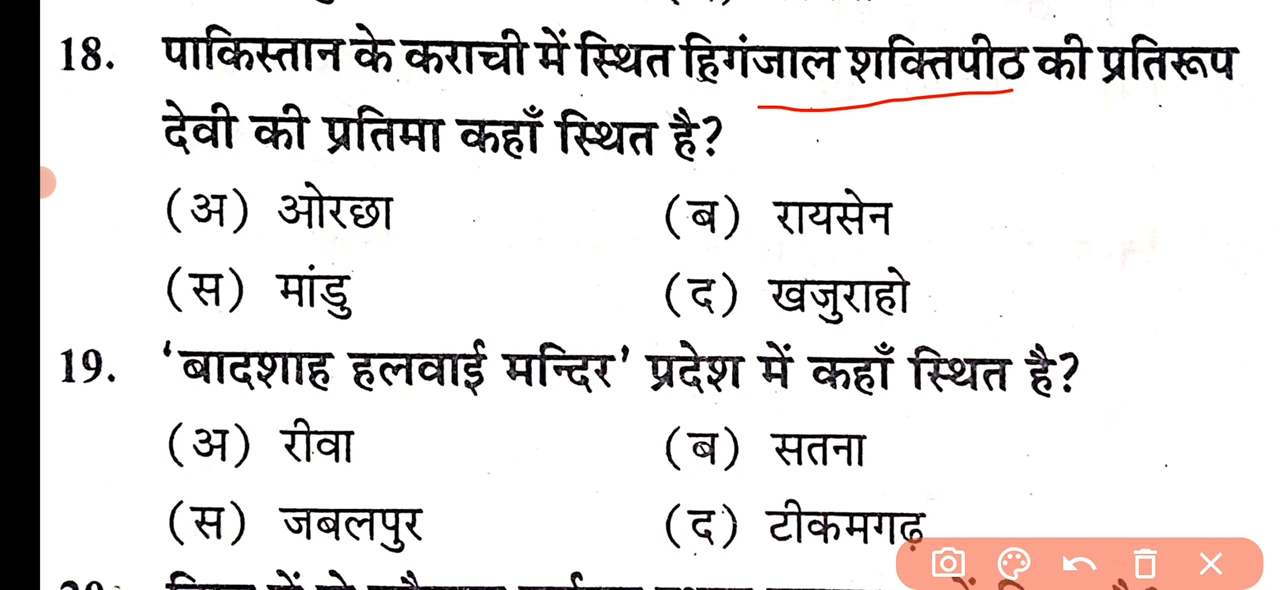 18. पाकिस्तान के कराची में स्थित हिगंजाल शक्तिपीठ की प्रतिरूप
देवी की प्रतिमा कहाँ स्थित है?
(अ) ओरछा (ब) रायसेन
(स) मांडु (द) खजुराहो
19. ‘बादशाह हलवाई मन्दिर’ प्रदेश में कहाँ स्थित है?
(अ) रीवा (ब) सतना
(स) जबलपुर (द) टीकमगढ़